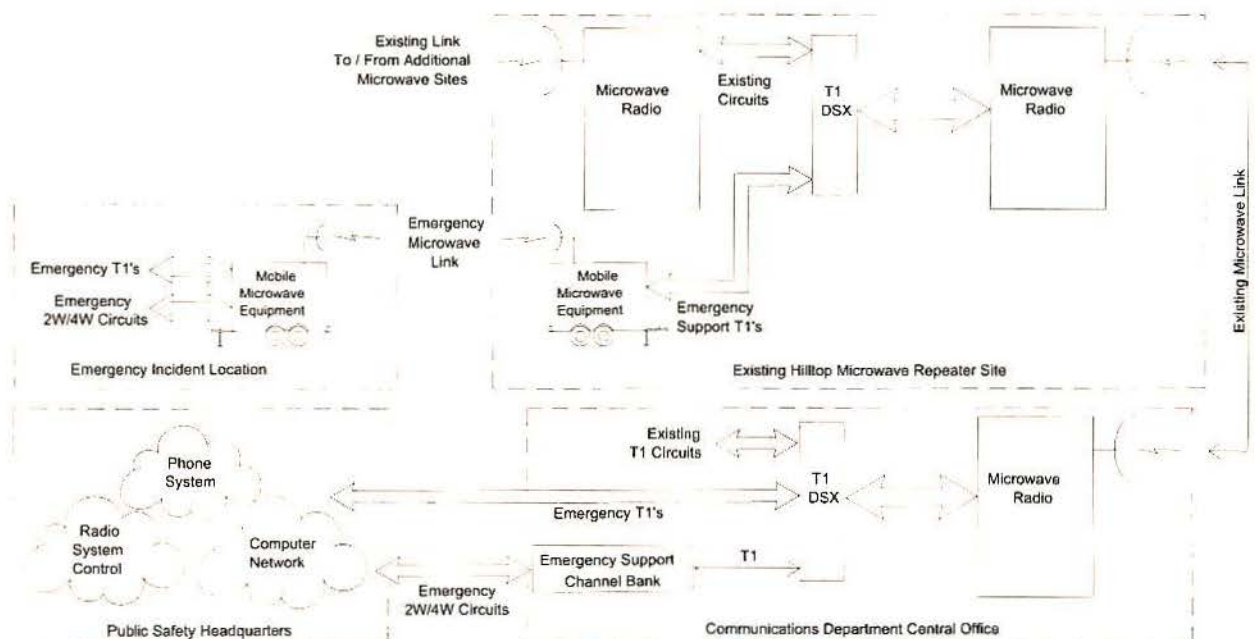 Existing Link
To / From Additional
Microwave Sites
Microwave
Radio
Existing
Circuits
T1
DSX
Microwave
Radio
Existing Microwave Link
Emergency T1's
Emergency
2W/4W Circuits
Mobile
Microwave
Equipment
Emergency Incident Location
Emergency
Microwave
Link
Mobile
Microwave
Equipment
Emergency
Support T1's
Existing Hilltop Microwave Repeater Site
Phone
System
Radio
System
Control
Computer
Network
Public Safety Headquarters
Existing
T1 Circuits
T1
DSX
Microwave
Radio
Emergency T1's
Emergency Support
Channel Bank
T1
Emergency
2W/4W Circuits
Communications Department Central Office